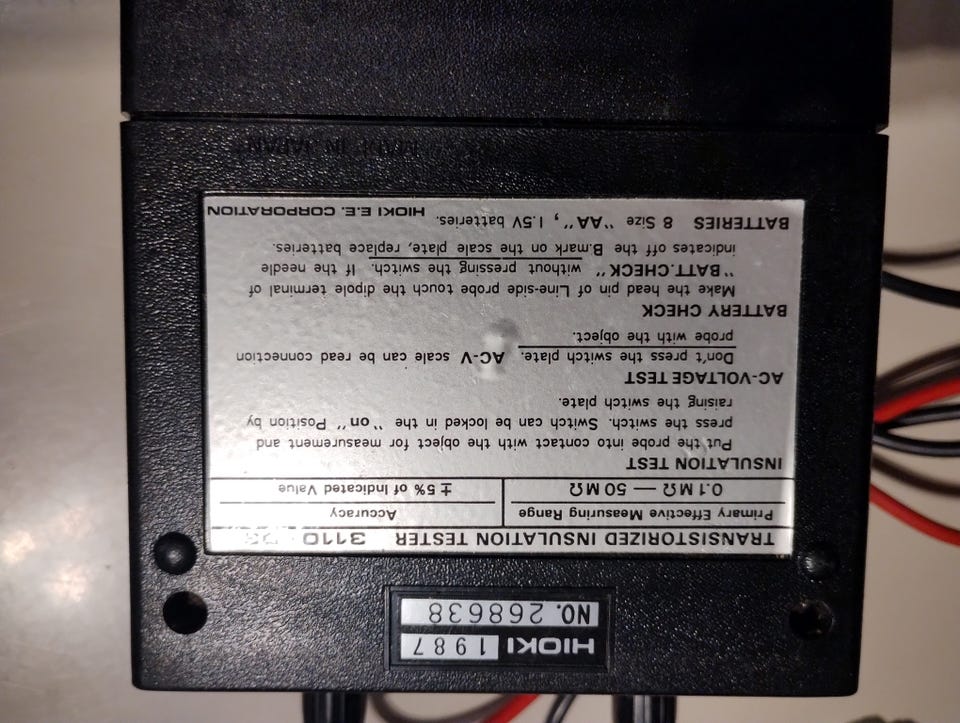 HIOKI 1987
NO. 268638
TRANSISTORIZED INSULATION TESTER 3110
Primary Effective Measuring Range Accuracy
0.1 MΩ — 50 MΩ ± 5% of Indicated Value
INSULATION TEST
Put the probe into contact with the object for measurement and
press the switch. Switch can be locked in the "on" Position by
raising the switch plate.
AC-VOLTAGE TEST
Don't press the switch plate. AC-V scale can be read connection
probe with the object.
BATTERY CHECK
Make the head pin of Line-side probe touch the dipole terminal of
"BATT.CHECK" without pressing the switch. If the needle
indicates off the B.mark on the scale plate, replace batteries.
BATTERIES 8 Size "AA", 1.5V batteries. HIOKI E.E. CORPORATION
MADE IN JAPAN